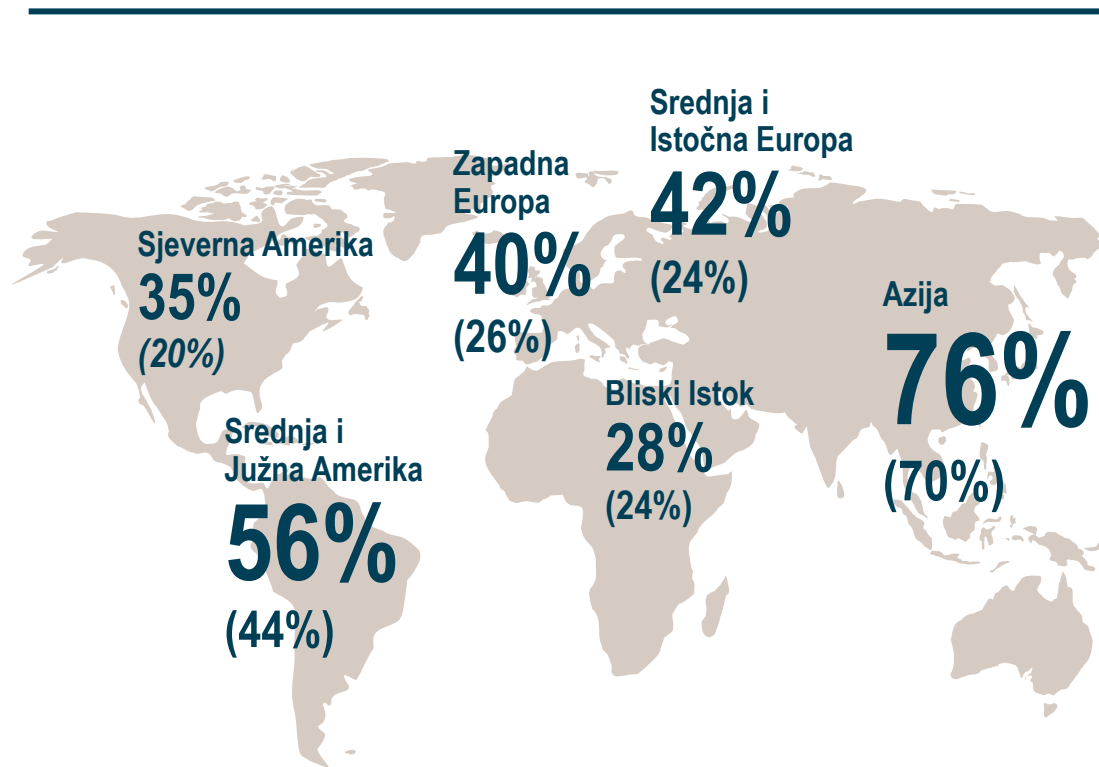 Srednja i
Istočna Europa
42%
(24%)
Zapadna
Europa
40%
(26%)
Sjeverna Amerika
35%
(20%)
Azija
76%
(70%)
Bliski Istok
28%
(24%)
Srednja i
Južna Amerika
56%
(44%)